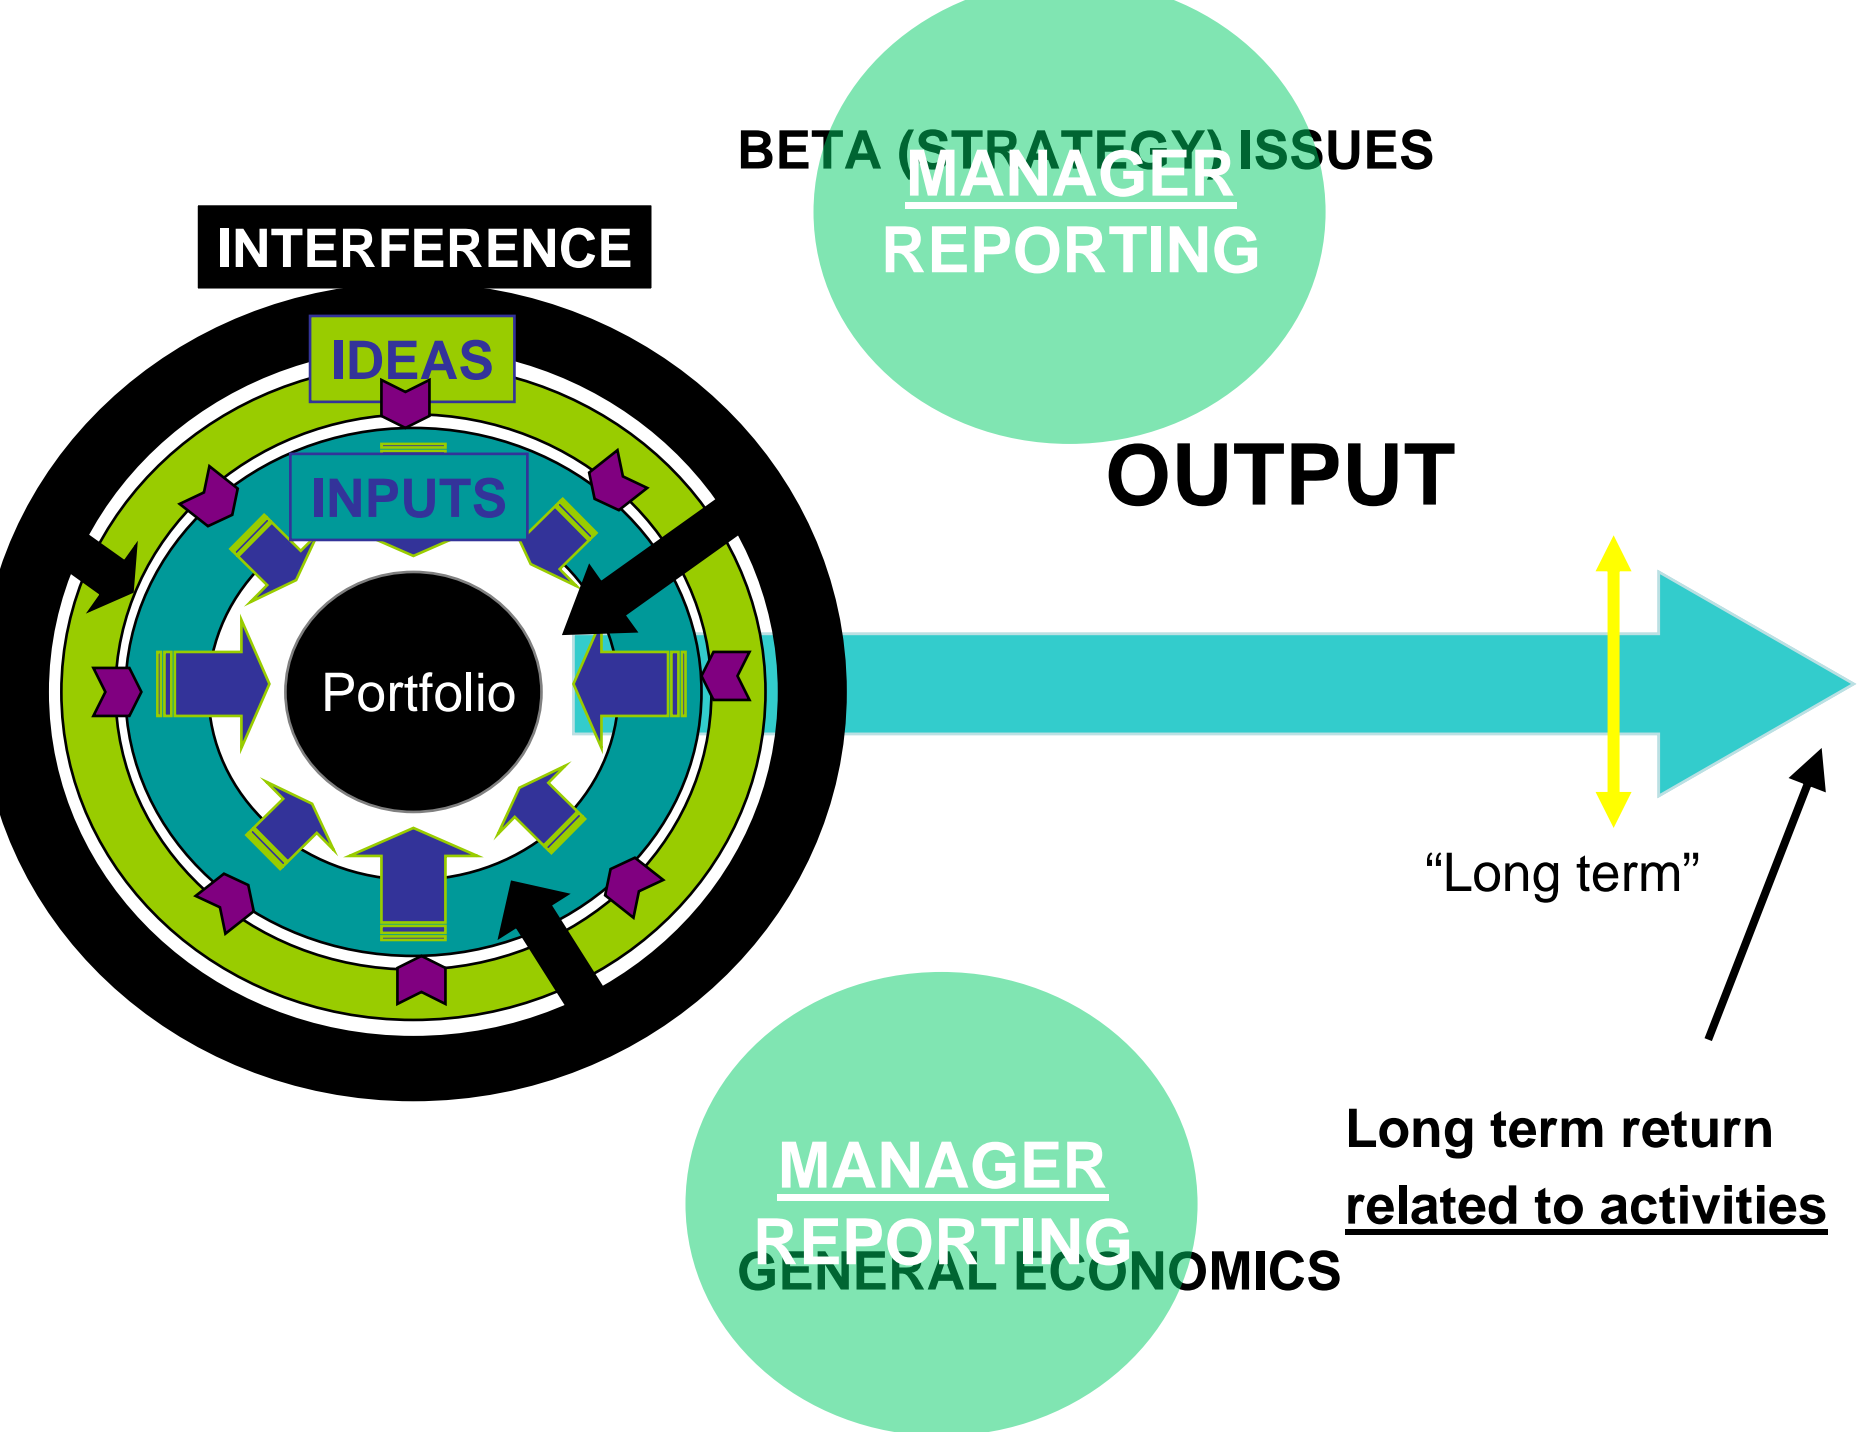 BETA (STRATEGY) ISSUES
MANAGER
REPORTING
INTERFERENCE
IDEAS
INPUTS
OUTPUT
Portfolio
“Long term”
Long term return
related to activities
MANAGER
REPORTING
GENERAL ECONOMICS